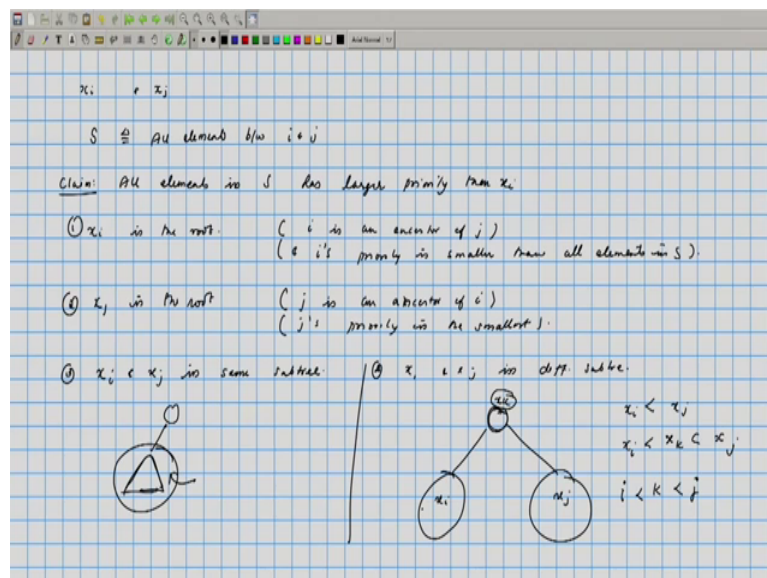 xi & xj
S ≜ All elements b/w i & j
Claim: All elements in S has larger priority than xi
① xi is the root. ( i is an ancestor of j )
( & i's priority is smaller than all elements in S ).
② xj is the root ( j is an ancestor of i )
( j's priority is the smallest ).
③ xi & xj in same subtree.
④ xi & xj in diff. subtree.
xk
xi
xj
xi < xj
xi < xk < xj
i < k < j